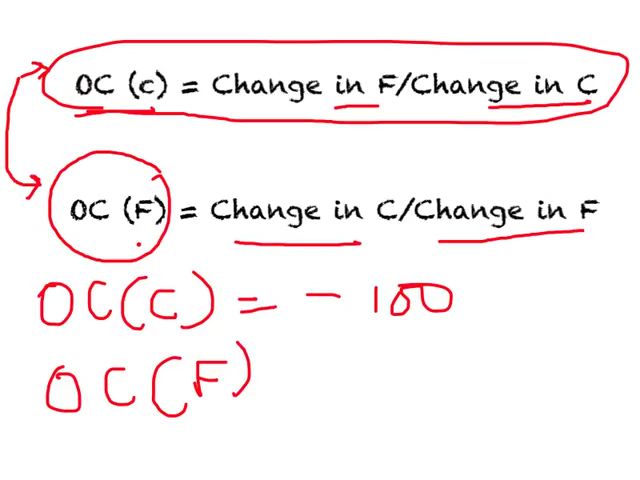 OC (c) = Change in F/Change in C
OC (F) = Change in C/Change in F
OC(C) = - 100
OC(F)